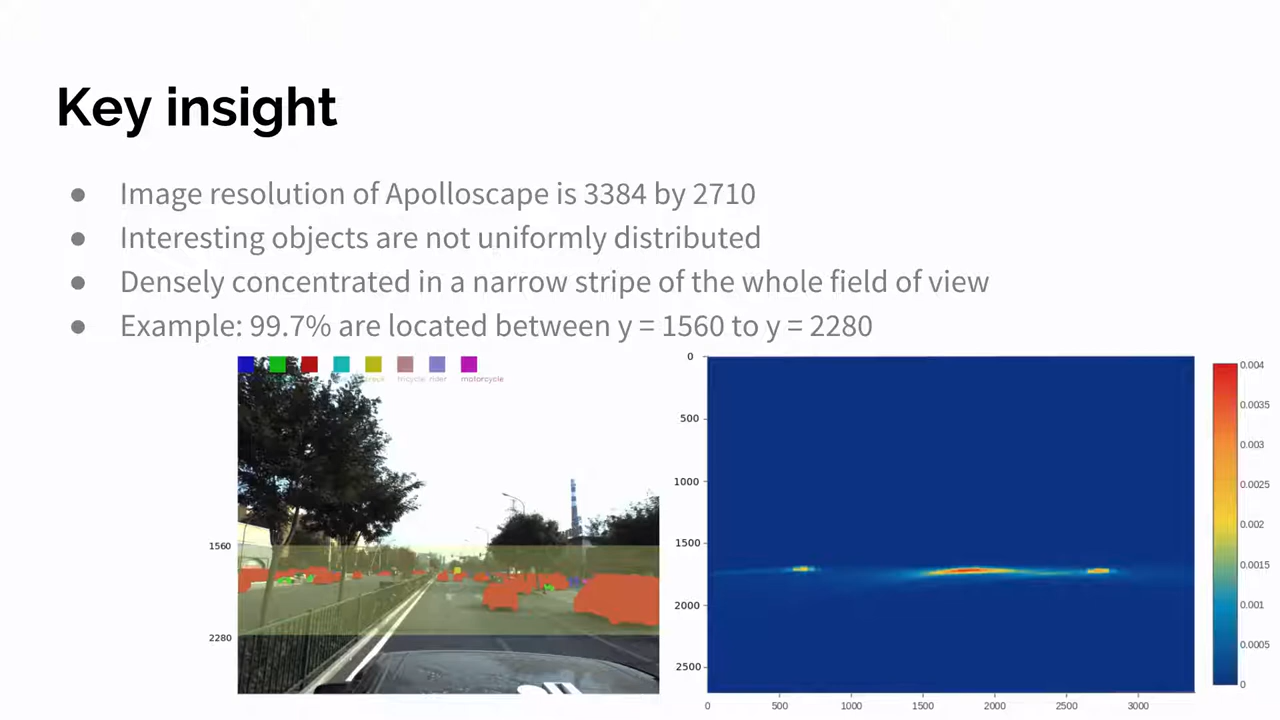 Key insight
● Image resolution of Apolloscape is 3384 by 2710
● Interesting objects are not uniformly distributed
● Densely concentrated in a narrow stripe of the whole field of view
● Example: 99.7% are located between y = 1560 to y = 2280
tricycle rider motorcycle
1560
2280
0
500
1000
1500
2000
2500
0 500 1000 1500 2000 2500 3000
0.004
0.0035
0.003
0.0025
0.002
0.0015
0.001
0.0005
0